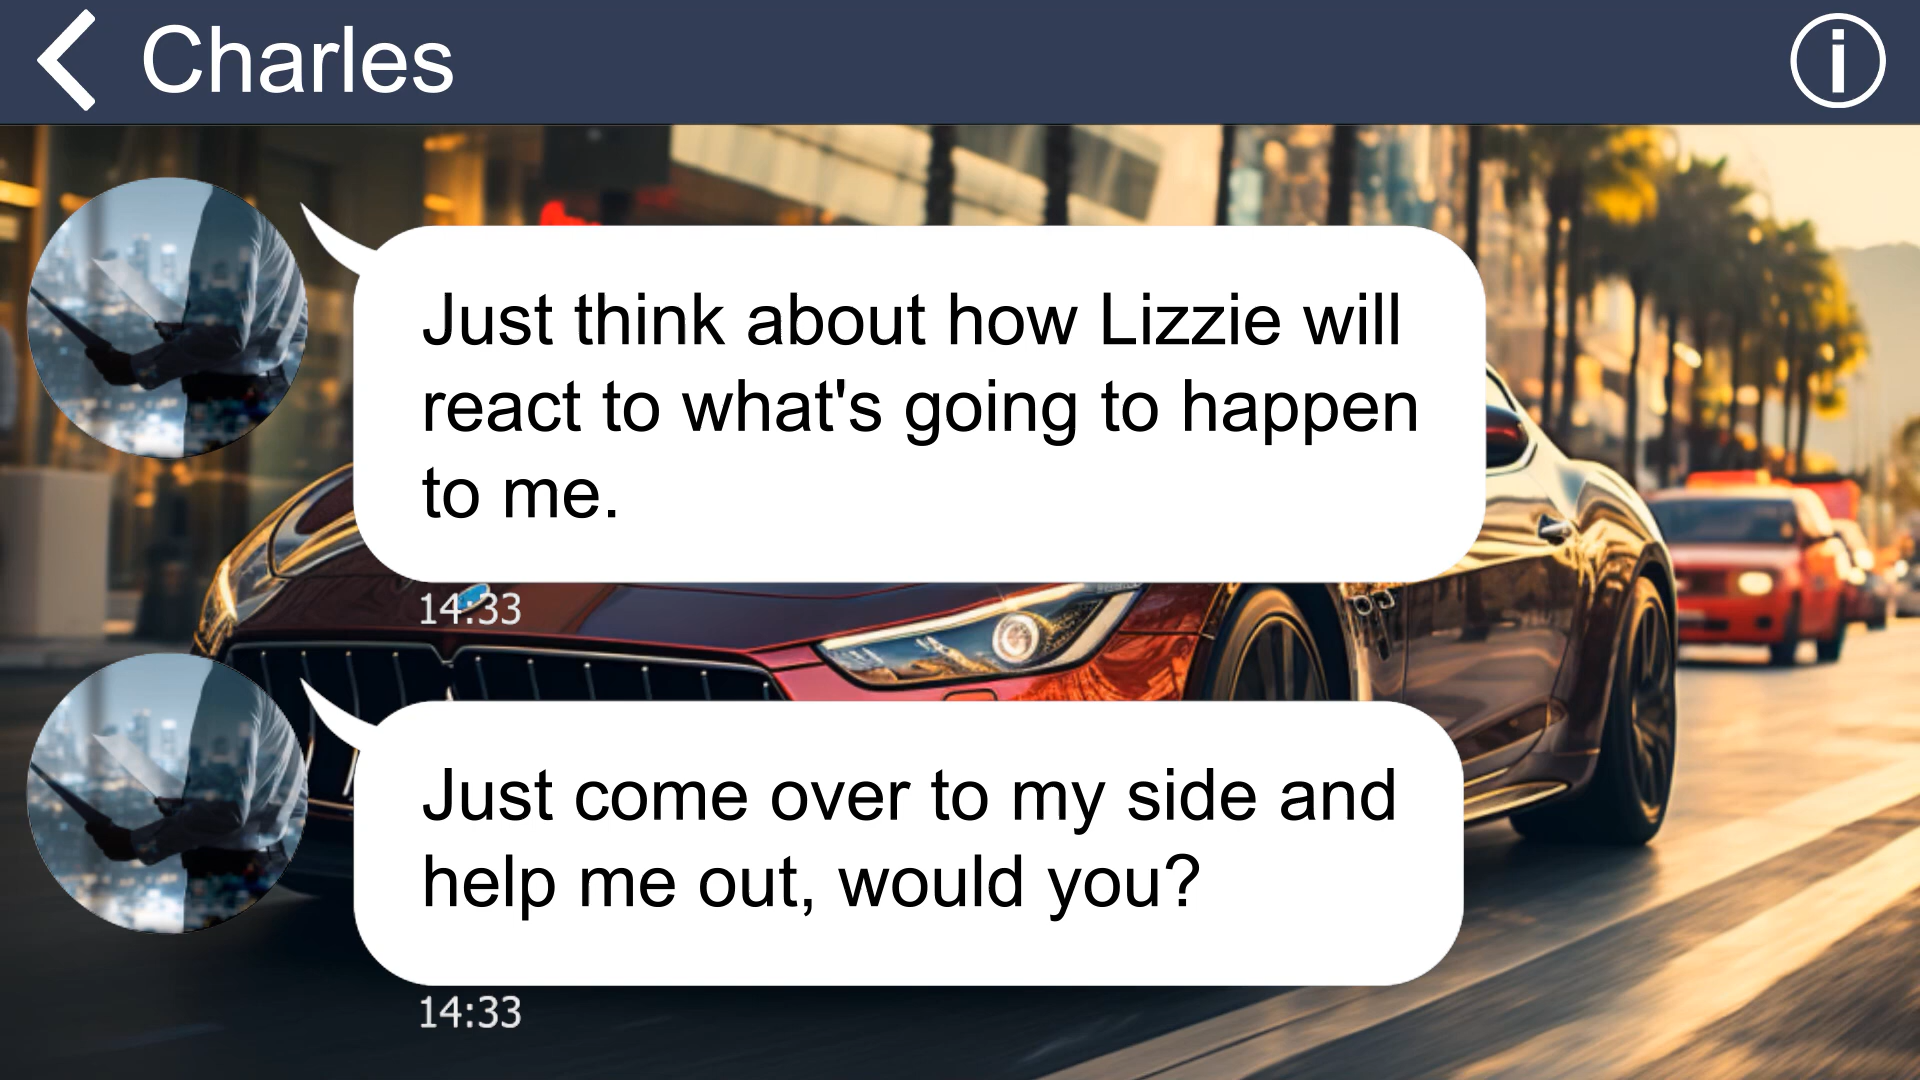 Charles
Just think about how Lizzie will
react to what's going to happen
to me.
14:33
Just come over to my side and
help me out, would you?
14:33